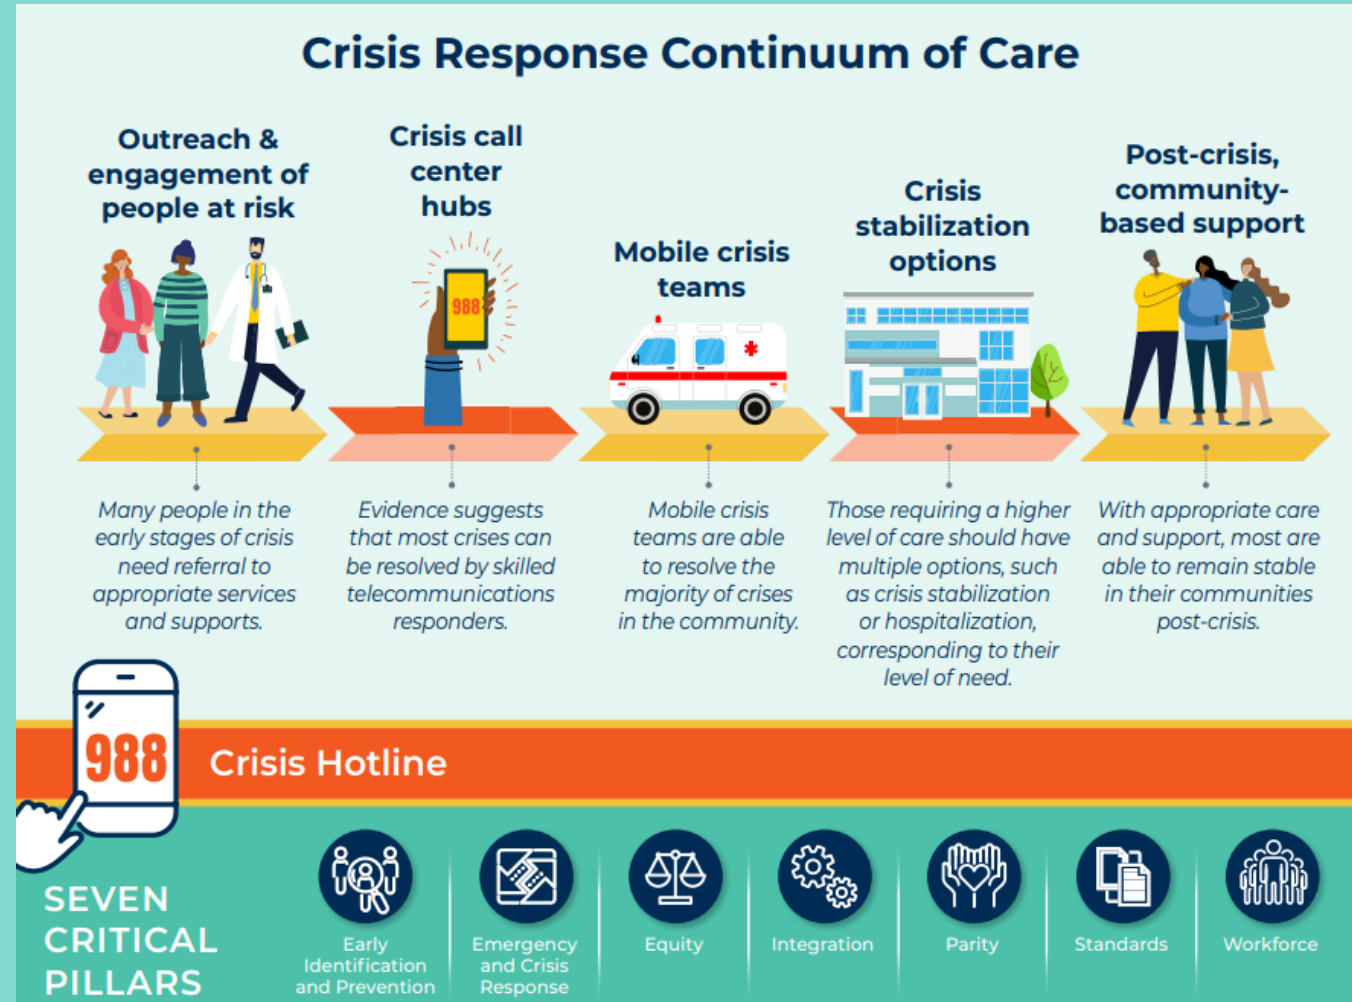 Crisis Response Continuum of Care
Outreach &
engagement of
people at risk
Crisis call
center
hubs
988
Mobile crisis
teams
Crisis
stabilization
options
Post-crisis,
community-
based support
Many people in the
early stages of crisis
need referral to
appropriate services
and supports.
Evidence suggests
that most crises can
be resolved by skilled
telecommunications
responders.
Mobile crisis
teams are able
to resolve the
majority of crises
in the community.
Those requiring a higher
level of care should have
multiple options, such
as crisis stabilization
or hospitalization,
corresponding to their
level of need.
With appropriate care
and support, most are
able to remain stable
in their communities
post-crisis.
988
Crisis Hotline
SEVEN
CRITICAL
PILLARS
Early
Identification
and Prevention
Emergency
and Crisis
Response
Equity
Integration
Parity
Standards
Workforce